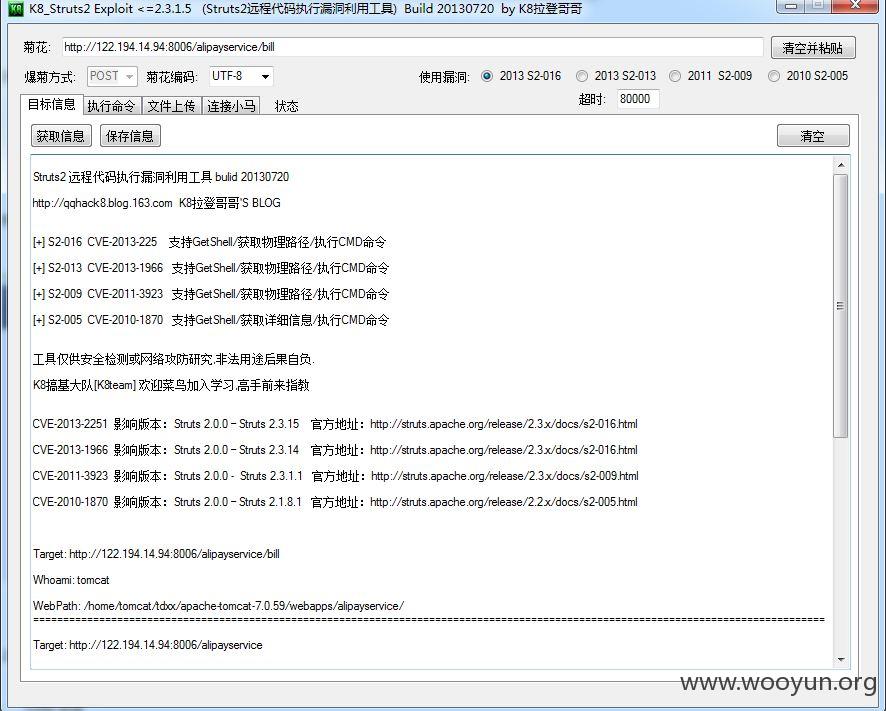 K8_Struts2 Exploit <=2.3.1.5 (Struts2远程代码执行漏洞利用工具) Build 20130720 by K8拉登哥哥
菊花: http://122.194.14.94:8006/alipayservice/bill 清空并粘贴
爆菊方式: POST 菊花编码: UTF-8 使用漏洞: 2013 S2-016 2013 S2-013 2011 S2-009 2010 S2-005
目标信息 执行命令 文件上传 连接小马 状态 超时: 80000
获取信息 保存信息 清空
Struts2 远程代码执行漏洞利用工具 bulid 20130720
http://qqhack8.blog.163.com K8拉登哥哥'S BLOG
[+] S2-016 CVE-2013-225 支持GetShell/获取物理路径/执行CMD命令
[+] S2-013 CVE-2013-1966 支持GetShell/获取物理路径/执行CMD命令
[+] S2-009 CVE-2011-3923 支持GetShell/获取物理路径/执行CMD命令
[+] S2-005 CVE-2010-1870 支持GetShell/获取详细信息/执行CMD命令
工具仅供安全检测或网络攻防研究,非法用途后果自负.
K8搞基大队[K8team] 欢迎菜鸟加入学习,高手前来指教
CVE-2013-2251 影响版本: Struts 2.0.0 – Struts 2.3.15 官方地址: http://struts.apache.org/release/2.3.x/docs/s2-016.html
CVE-2013-1966 影响版本: Struts 2.0.0 – Struts 2.3.14 官方地址: http://struts.apache.org/release/2.3.x/docs/s2-016.html
CVE-2011-3923 影响版本: Struts 2.0.0 - Struts 2.3.1.1 官方地址: http://struts.apache.org/release/2.3.x/docs/s2-009.html
CVE-2010-1870 影响版本: Struts 2.0.0 – Struts 2.1.8.1 官方地址: http://struts.apache.org/release/2.2.x/docs/s2-005.html
Target: http://122.194.14.94:8006/alipayservice/bill
Whoami: tomcat
WebPath: /home/tomcat/tdxx/apache-tomcat-7.0.59/webapps/alipayservice/
Target: http://122.194.14.94:8006/alipayservice
www.wooyun.org